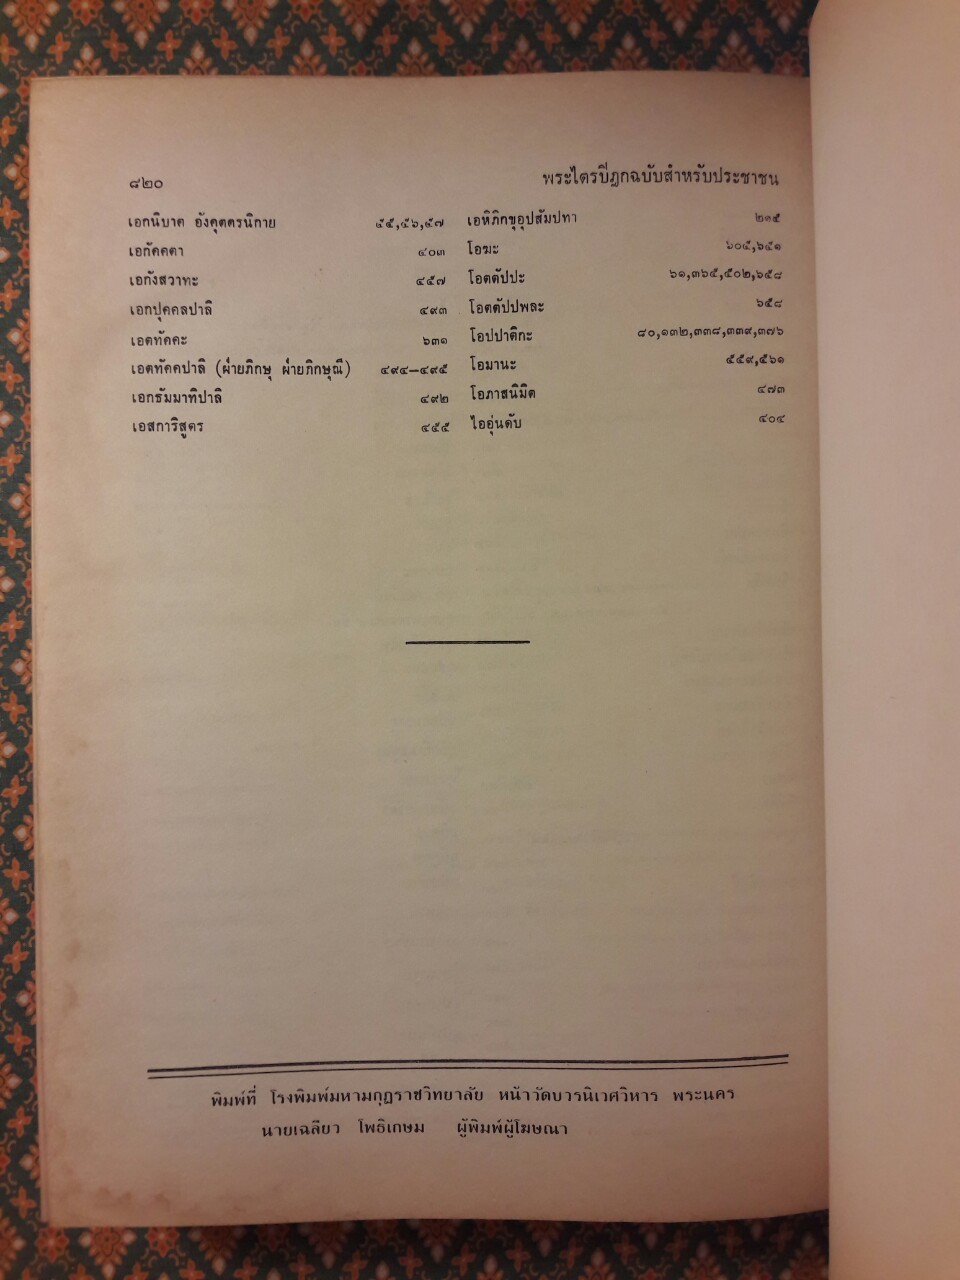 ๘๒๐
พระไตรปิฎกฉบับสำหรับประชาชน
เอกนิบาต อังคุตตรนิกาย ๕๕,๕๖,๕๗
เอกัคคตา ๔๐๓
เอกังสวาทะ ๔๕๗
เอกปุคคลปาลิ ๔๙๓
เอตทัคคะ ๖๓๑
เอตทัคคปาลิ (ฝ่ายภิกษุ ฝ่ายภิกษุณี) ๔๙๔—๔๙๕
เอกธัมมาทิปาลิ ๔๙๒
เอสการิสูตร ๔๕๕
เอหิภิกขุอุปสัมปทา ๒๑๕
โอฆะ ๖๐๕,๖๕๑
โอตตัปปะ ๖๑,๓๖๕,๕๐๒,๖๕๘
โอตตัปปพละ ๖๕๘
โอปปาติกะ ๘๐,๑๓๒,๓๓๘,๓๓๙,๓๗๖
โอมานะ ๕๕๙,๕๖๑
โอภาสนิมิต ๔๗๓
ไออุ่นดับ ๔๐๔
พิมพ์ที่ โรงพิมพ์มหามกุฏราชวิทยาลัย หน้าวัดบวรนิเวศวิหาร พระนคร
นายเฉลียว โพธิเกษม ผู้พิมพ์ผู้โฆษณา